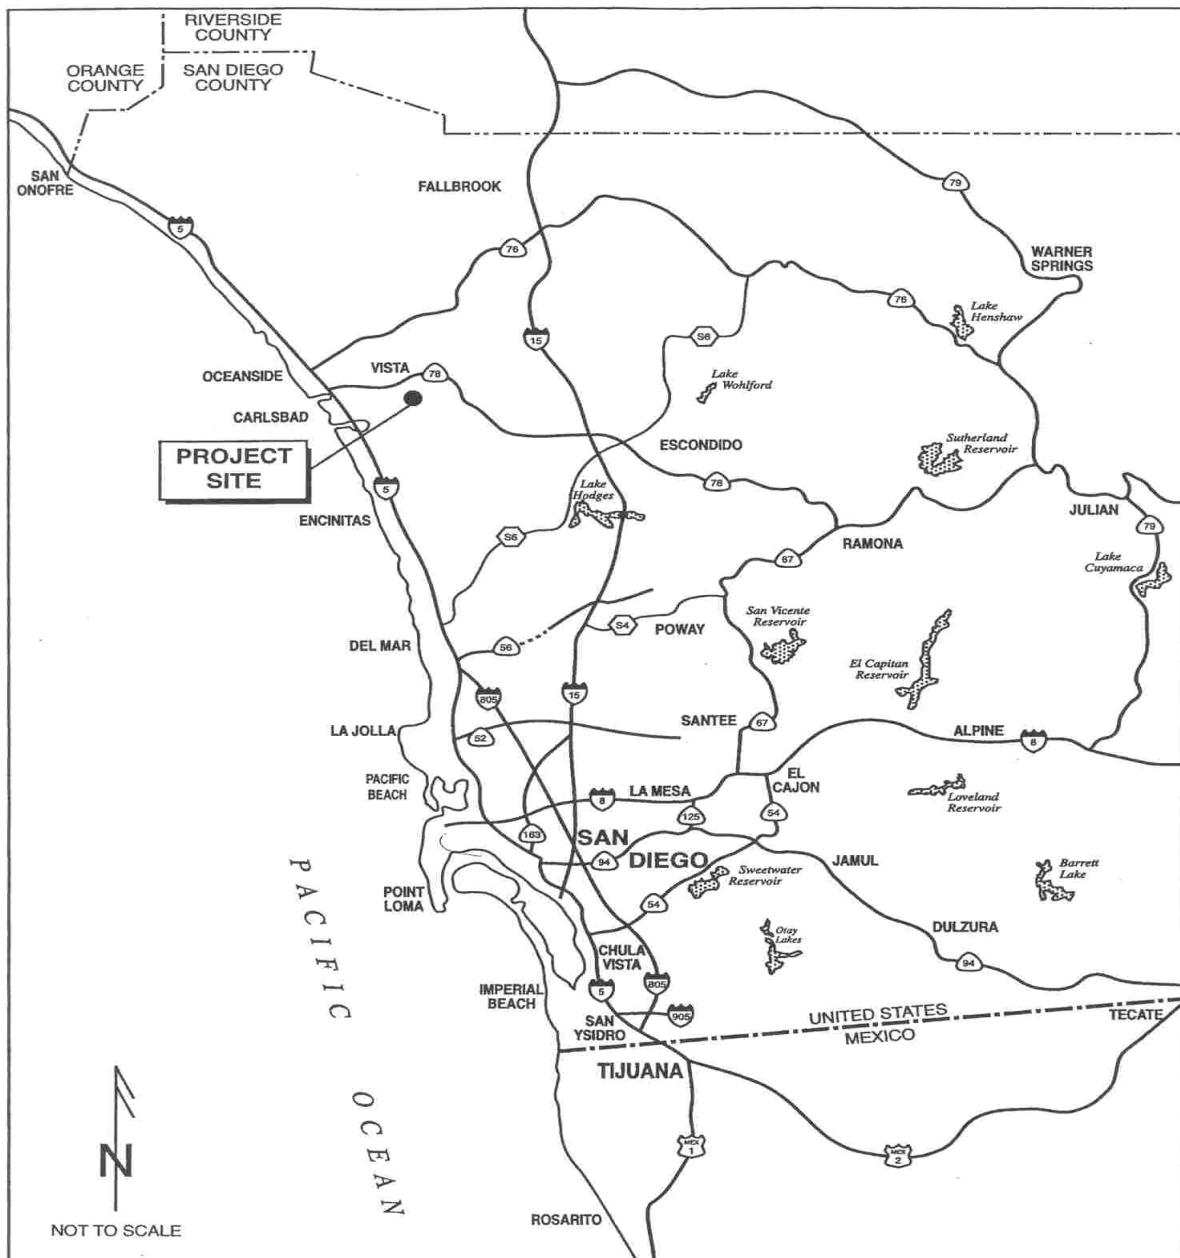 RIVERSIDE
COUNTY
ORANGE
COUNTY
SAN DIEGO
COUNTY
SAN
ONOFRE
FALLBROOK
79
5
76
WARNER
SPRINGS
76
Lake
Henshaw
15
S6
OCEANSIDE
VISTA
78
Lake
Wohlford
CARLSBAD
PROJECT
SITE
ESCONDIDO
Sutherland
Reservoir
5
Lake
Hodges
78
ENCINITAS
JULIAN
79
S6
RAMONA
67
Lake
Cuyamaca
San Vicente
Reservoir
S4
POWAY
DEL MAR
56
El Capitan
Reservoir
805
15
LA JOLLA
52
SANTEE
67
ALPINE
8
PACIFIC
BEACH
LA MESA
8
EL
CAJON
Loveland
Reservoir
125
54
163
SAN
DIEGO
94
JAMUL
Sweetwater
Reservoir
Barrett
Lake
POINT
LOMA
54
DULZURA
Otay
Lakes
CHULA
VISTA
94
IMPERIAL
BEACH
5
805
SAN
YSIDRO
905
UNITED STATES
MEXICO
TECATE
TIJUANA
PACIFIC
OCEAN
MEX
1
MEX
2
N
NOT TO SCALE
ROSARITO